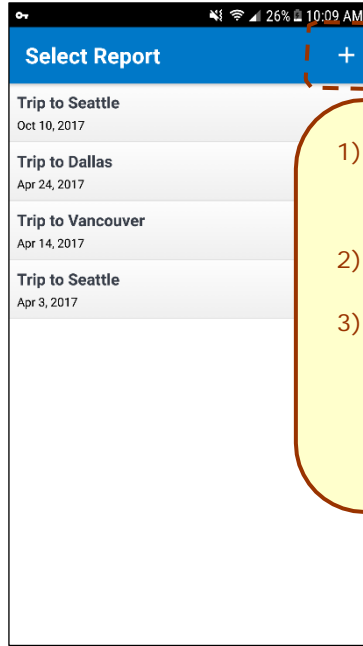 26% 10:09 AM
Select Report +
Trip to Seattle
Oct 10, 2017
Trip to Dallas
Apr 24, 2017
Trip to Vancouver
Apr 14, 2017
Trip to Seattle
Apr 3, 2017
1)
2)
3)